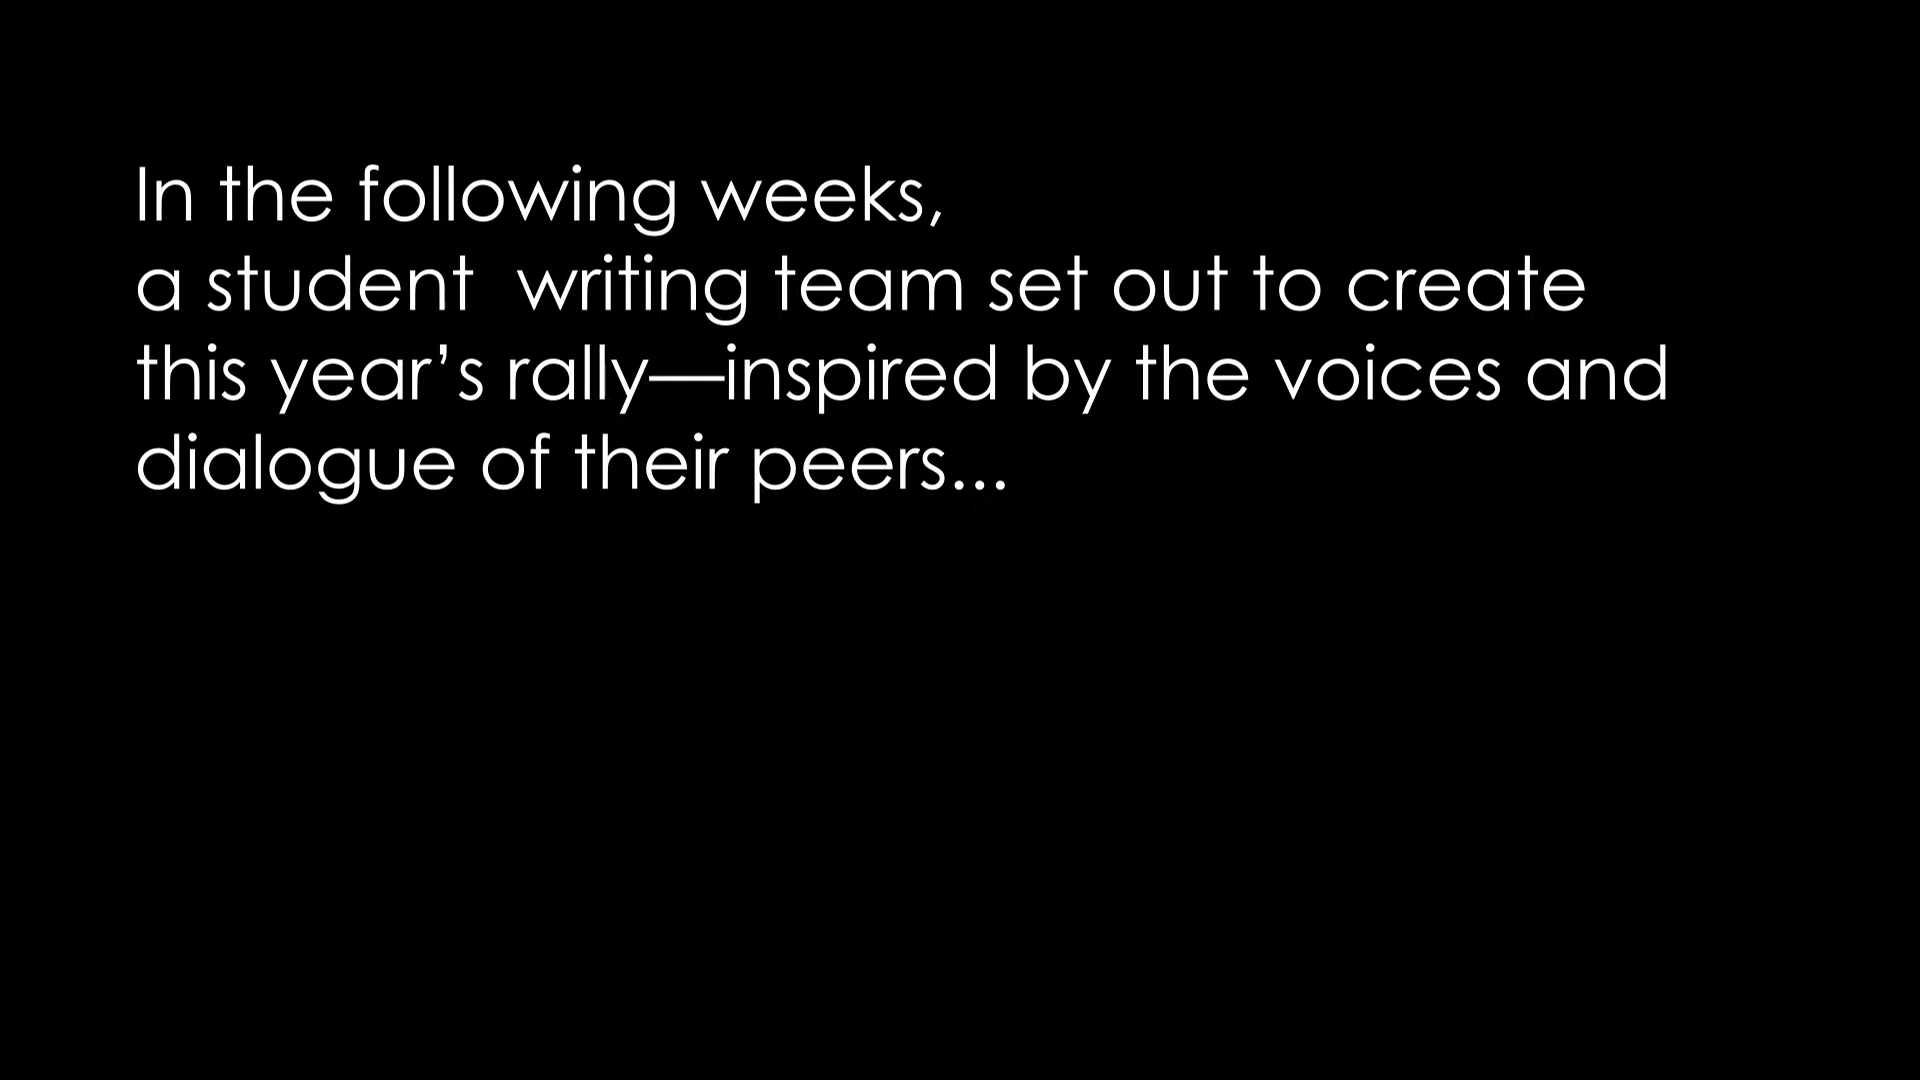 In the following weeks,
a student  writing team set out to create
this year’s rally—inspired by the voices and
dialogue of their peers...